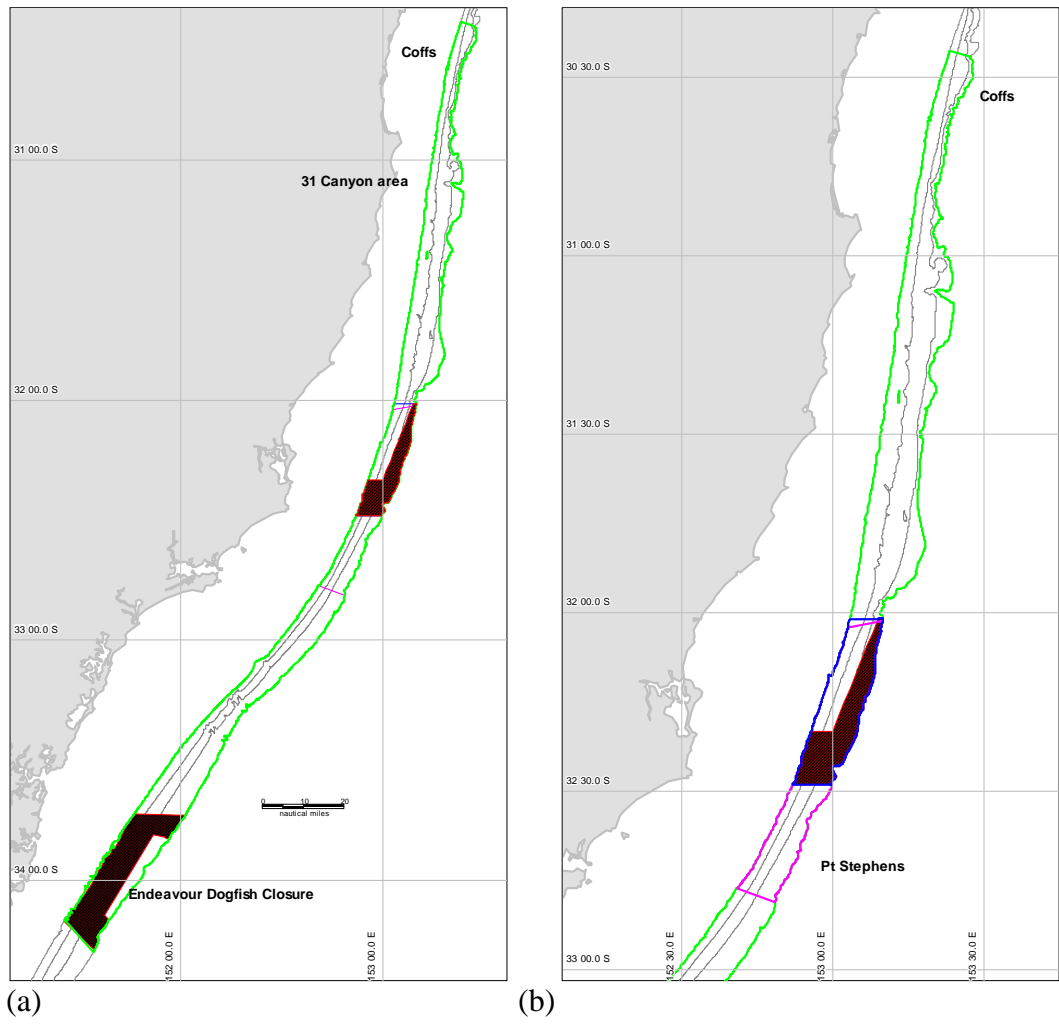 Coffs
31 00.0 S
31 Canyon area
32 00.0 S
33 00.0 S
0 10 20
nautical miles
34 00.0 S
Endeavour Dogfish Closure
152 00.0 E
153 00.0 E
(a)
30 30.0 S
Coffs
31 00.0 S
31 30.0 S
32 00.0 S
32 30.0 S
Pt Stephens
33 00.0 S
152 30.0 E
153 00.0 E
153 30.0 E
(b)